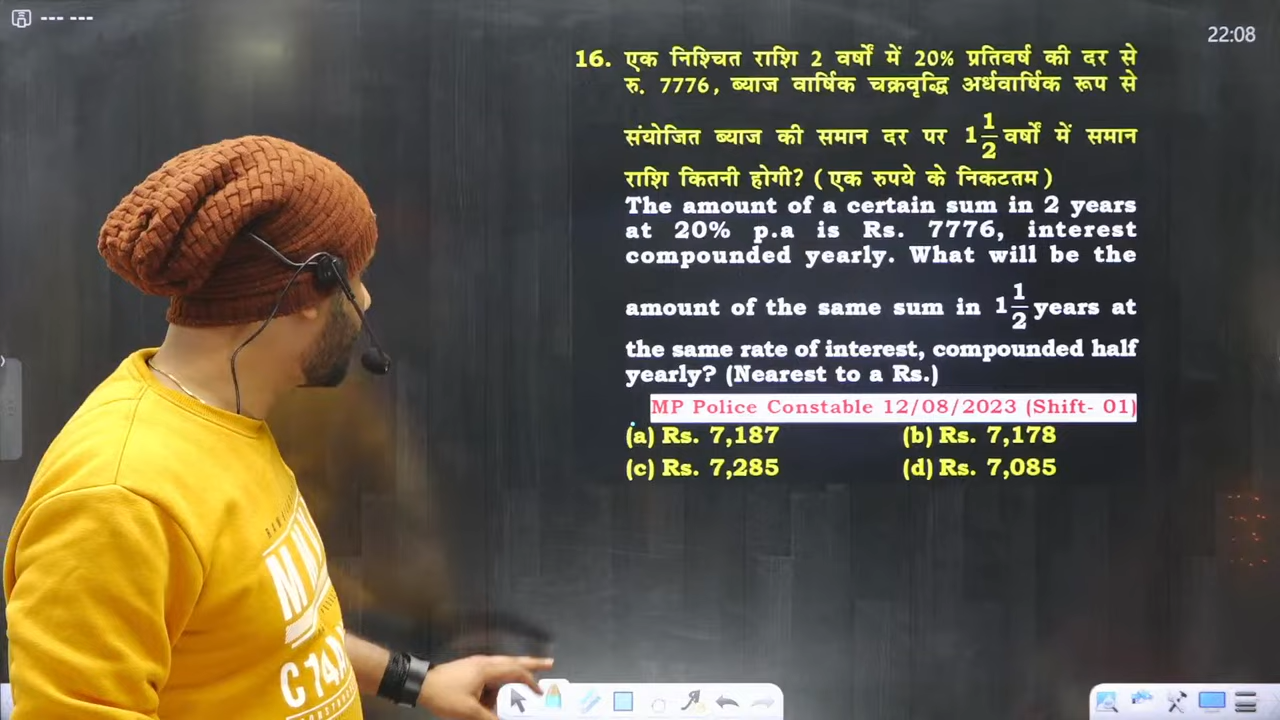 22:08
16. एक निश्चित राशि 2 वर्षों में 20% प्रतिवर्ष की दर से
रु. 7776, ब्याज वार्षिक चक्रवृद्धि अर्धवार्षिक रूप से
संयोजित ब्याज की समान दर पर 1 1/2 वर्षों में समान
राशि कितनी होगी? (एक रुपये के निकटतम)
The amount of a certain sum in 2 years
at 20% p.a is Rs. 7776, interest
compounded yearly. What will be the
amount of the same sum in 1 1/2 years at
the same rate of interest, compounded half
yearly? (Nearest to a Rs.)
MP Police Constable 12/08/2023 (Shift- 01)
(a) Rs. 7,187 (b) Rs. 7,178
(c) Rs. 7,285 (d) Rs. 7,085